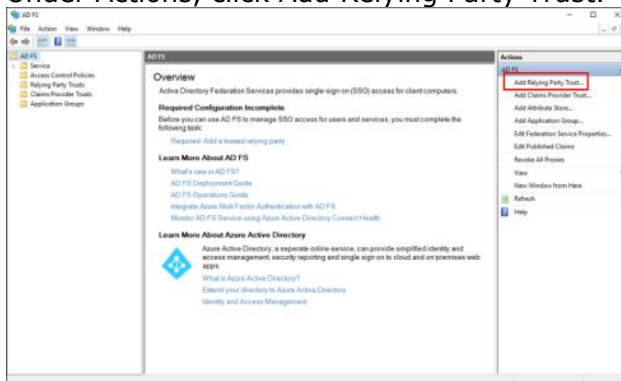 Under Actions, click Add Relying Party Trust.
AD FS
File Action View Window Help
AD FS
Service
Access Control Policies
Relying Party Trusts
Claims Provider Trusts
Application Groups
AD FS
Overview
Active Directory Federation Services provides single-sign-on (SSO) access for client computers.
Required Configuration Incomplete
Before you can use AD FS to manage SSO access for users and services, you must complete the
following task:
Required: Add a trusted relying party
Learn More About AD FS
What's new in AD FS?
AD FS Deployment Guide
AD FS Operations Guide
Integrate Azure Multi Factor Authentication with AD FS
Monitor AD FS Service using Azure Active Directory Connect Health
Learn More About Azure Active Directory
Azure Active Directory, a seperate online service, can provide simplified identity and
access management, security reporting and single sign-on to cloud and on premises web
apps.
What is Azure Active Directory?
Extend your directory to Azure Active Directory
Identity and Access Management
Actions
AD FS
Add Relying Party Trust...
Add Claims Provider Trust...
Add Attribute Store...
Add Application Group...
Edit Federation Service Properties...
Edit Published Claims
Revoke All Proxies
View
New Window from Here
Refresh
Help